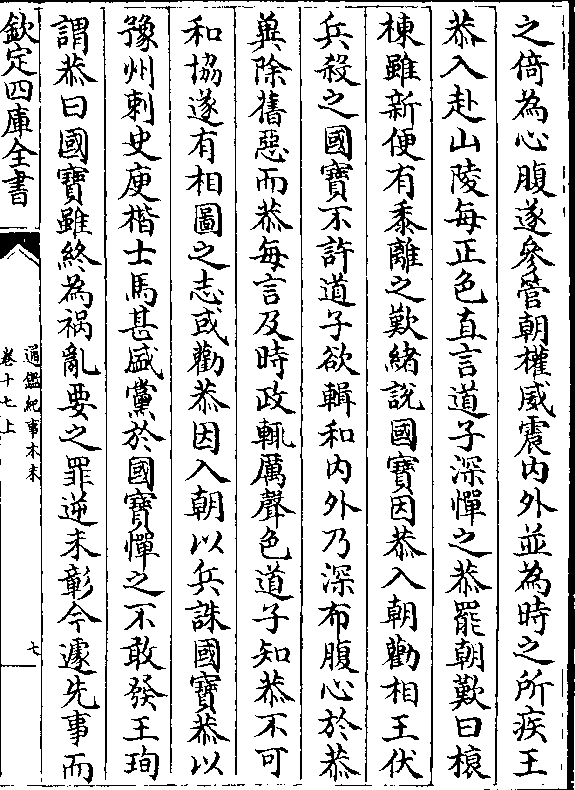 之倚為心腹遂參管朝權威震內外並為時之所疾王
恭入赴山陵每正色直言道子深憚之恭罷朝歎曰榱
棟雖新便有黍離之歎緒說國寶因恭入朝勸相王伏
兵殺之國寶不許道子欲輯和內外乃深布腹心於恭
兾除舊惡而恭每言及時政輒厲聲色道子知恭不可
和協遂有相圖之志或勸恭因入朝以兵誅國寶恭以
豫州刺史庾楷士馬甚盛黨於國寶憚之不敢發王珣
謂恭曰國寶雖終為禍亂要之罪逆未彰今遽先事而
欽定四庫全書
通鑑紀事本末
卷十七上
七